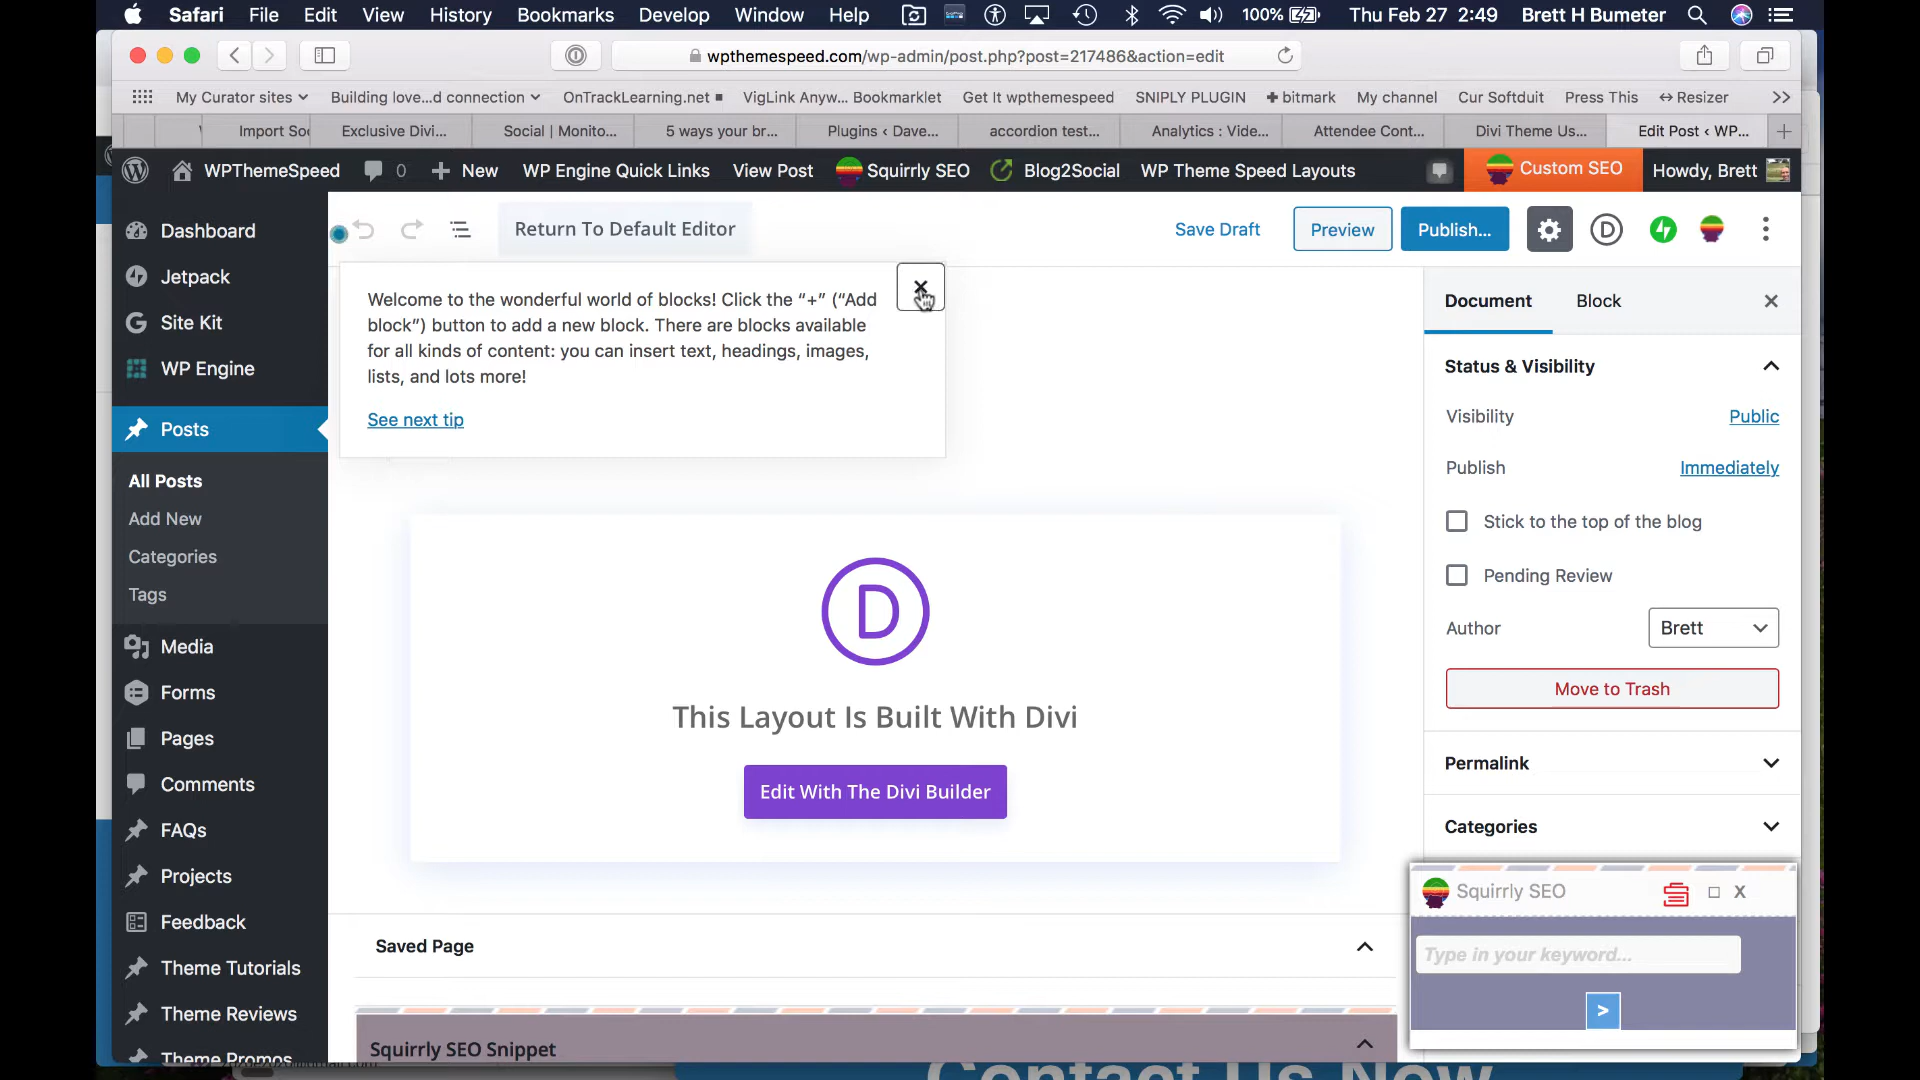 Safari File Edit View History Bookmarks Develop Window Help 100% Thu Feb 27 2:49 Brett H Bumeter
wpthemespeed.com/wp-admin/post.php?post=217486&action=edit
My Curator sites Building love...d connection OnTrackLearning.net VigLink Anyw... Bookmarklet Get It wpthemespeed SNIPLY PLUGIN bitmark My channel Cur Softduit Press This Resizer
Import Soc Exclusive Divi... Social | Monito... 5 ways your br... Plugins ‹ Dave... accordion test... Analytics : Vide... Attendee Cont... Divi Theme Us... Edit Post ‹ WP...
WPThemeSpeed 0 New WP Engine Quick Links View Post Squirrly SEO Blog2Social WP Theme Speed Layouts Custom SEO Howdy, Brett
Dashboard
Jetpack
Site Kit
WP Engine
Posts
All Posts
Add New
Categories
Tags
Media
Forms
Pages
Comments
FAQs
Projects
Feedback
Theme Tutorials
Theme Reviews
Theme Promos
Return To Default Editor
Save Draft Preview Publish... D
Welcome to the wonderful world of blocks! Click the “+” (“Add
block”) button to add a new block. There are blocks available
for all kinds of content: you can insert text, headings, images,
lists, and lots more!
See next tip
D
This Layout Is Built With Divi
Edit With The Divi Builder
Saved Page
Squirrly SEO Snippet
Document Block
Status & Visibility
Visibility Public
Publish Immediately
Stick to the top of the blog
Pending Review
Author Brett
Move to Trash
Permalink
Categories
Squirrly SEO X
Type in your keyword...
>
Contact Us Now